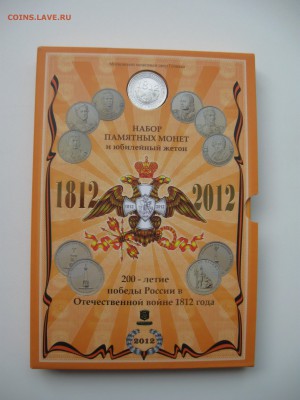 COINS.LAVE.RU
НАБОР
ПАМЯТНЫХ МОНЕТ
и юбилейный жетон
1812 2012
200 - летие
победы России в
Отечественной войне 1812 года
2012